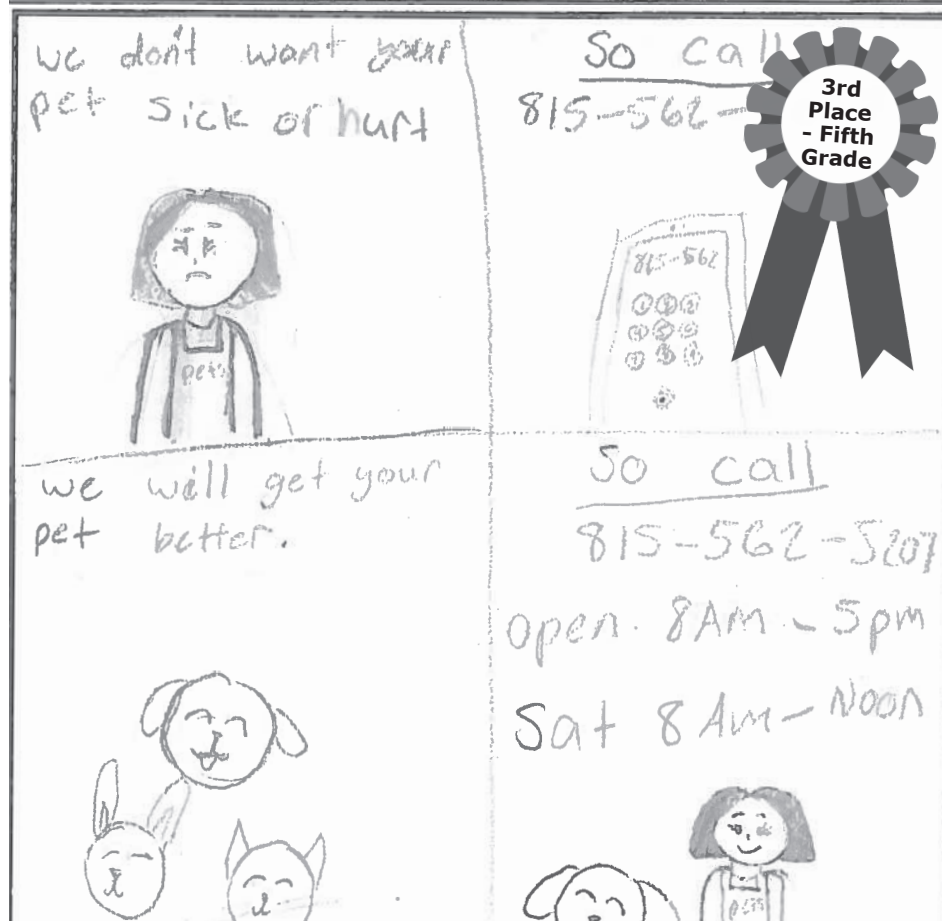 we don't want your
pet sick or hurt
pets
So call
815-562-
3rd
Place
- Fifth
Grade
815-562
we will get your
pet better.
So call
815-562-5207
open 8Am - 5pm
Sat 8Am - Noon
pets